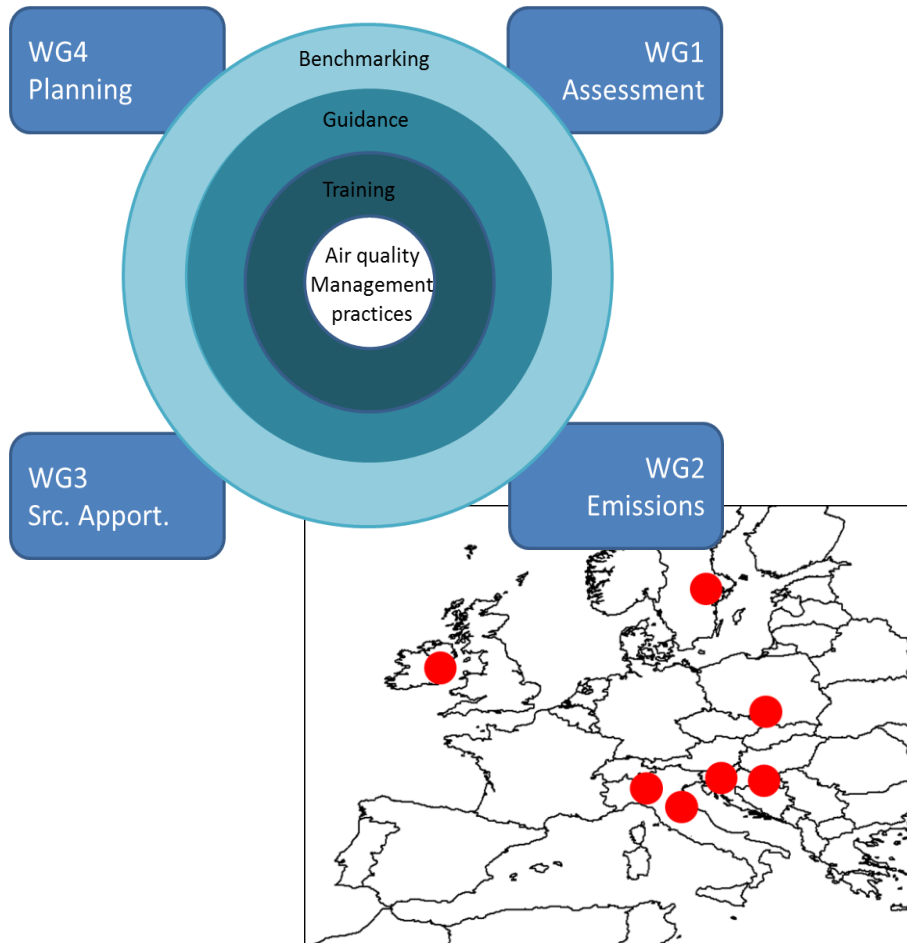 WG4
Planning
Benchmarking
WG1
Assessment
Guidance
Training
Air quality
Management
practices
WG3
Src. Apport.
WG2
Emissions